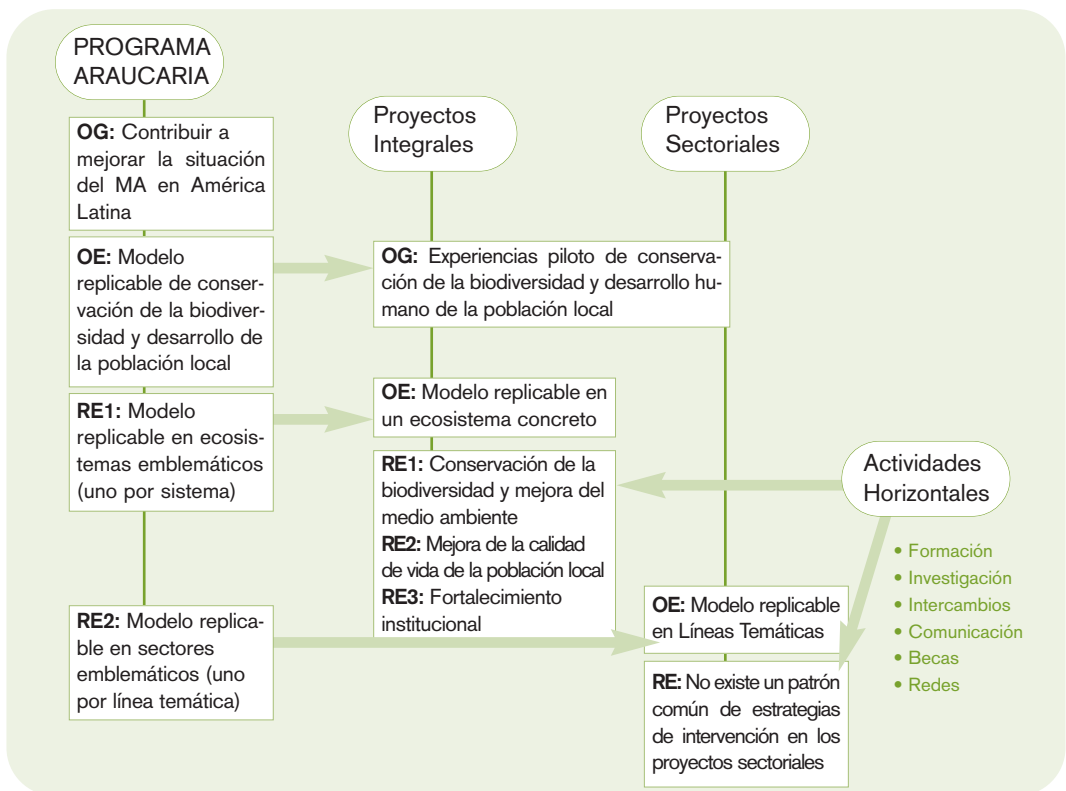 PROGRAMA
ARAUCARIA
OG: Contribuir a
mejorar la situación
del MA en América
Latina
OE: Modelo
replicable de conser-
vación de la biodiver-
sidad y desarrollo de
la población local
RE1: Modelo
replicable en ecosis-
temas emblemáticos
(uno por sistema)
RE2: Modelo replica-
ble en sectores
emblemáticos (uno
por línea temática)
Proyectos
Integrales
OG: Experiencias piloto de conserva-
ción de la biodiversidad y desarrollo hu-
mano de la población local
OE: Modelo replicable en
un ecosistema concreto
RE1: Conservación de la
biodiversidad y mejora del
medio ambiente
RE2: Mejora de la calidad
de vida de la población local
RE3: Fortalecimiento
institucional
Proyectos
Sectoriales
OE: Modelo replicable
en Líneas Temáticas
RE: No existe un patrón
común de estrategias
de intervención en los
proyectos sectoriales
Actividades
Horizontales
• Formación
• Investigación
• Intercambios
• Comunicación
• Becas
• Redes